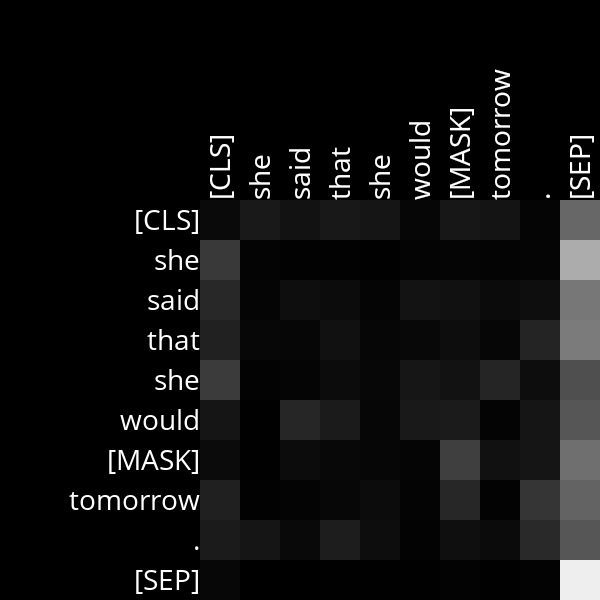 [CLS] she said that she would [MASK] tomorrow . [SEP]
[CLS]
she
said
that
she
would
[MASK]
tomorrow
.
[SEP]